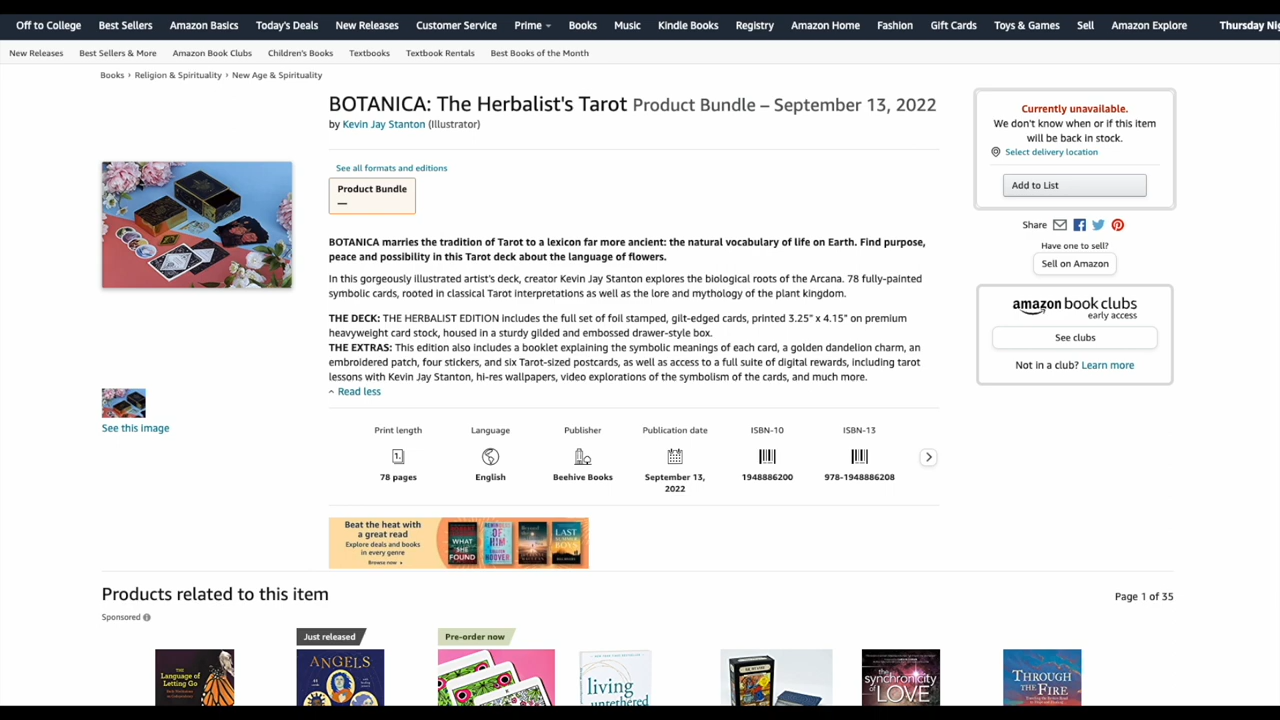 Off to College Best Sellers Amazon Basics Today's Deals New Releases Customer Service Prime Books Music Kindle Books Registry Amazon Home Fashion Gift Cards Toys & Games Sell Amazon Explore Thursday
New Releases Best Sellers & More Amazon Book Clubs Children's Books Textbooks Textbook Rentals Best Books of the Month
Books › Religion & Spirituality › New Age & Spirituality
BOTANICA: The Herbalist's Tarot Product Bundle – September 13, 2022
by Kevin Jay Stanton (Illustrator)
See all formats and editions
Product Bundle
—
BOTANICA marries the tradition of Tarot to a lexicon far more ancient: the natural vocabulary of life on Earth. Find purpose,
peace and possibility in this Tarot deck about the language of flowers.
In this gorgeously illustrated artist's deck, creator Kevin Jay Stanton explores the biological roots of the Arcana. 78 fully-painted
symbolic cards, rooted in classical Tarot interpretations as well as the lore and mythology of the plant kingdom.
THE DECK: THE HERBALIST EDITION includes the full set of foil stamped, gilt-edged cards, printed 3.25" x 4.15" on premium
heavyweight card stock, housed in a sturdy gilded and embossed drawer-style box.
THE EXTRAS: This edition also includes a booklet explaining the symbolic meanings of each card, a golden dandelion charm, an
embroidered patch, four stickers, and six Tarot-sized postcards, as well as access to a full suite of digital rewards, including tarot
lessons with Kevin Jay Stanton, hi-res wallpapers, video explorations of the symbolism of the cards, and much more.
Read less
See this image
Currently unavailable.
We don't know when or if this item
will be back in stock.
Select delivery location
Add to List
Share
Have one to sell?
Sell on Amazon
amazon book clubs
early access
See clubs
Not in a club? Learn more
Print length Language Publisher Publication date ISBN-10 ISBN-13
1.
78 pages English Beehive Books September 13, 1948886200 978-1948886208
2022
Beat the heat with
a great read
Explore deals and books
in every genre
Browse now
WHAT
SHE
FOUND
OF
HIM
LAST
Products related to this item
Page 1 of 35
Sponsored
Just released
Pre-order now
THE
Language of
Letting Go
ANGELS
living
untethered
synchronicity
of LOVE
THROUGH
THE FIRE